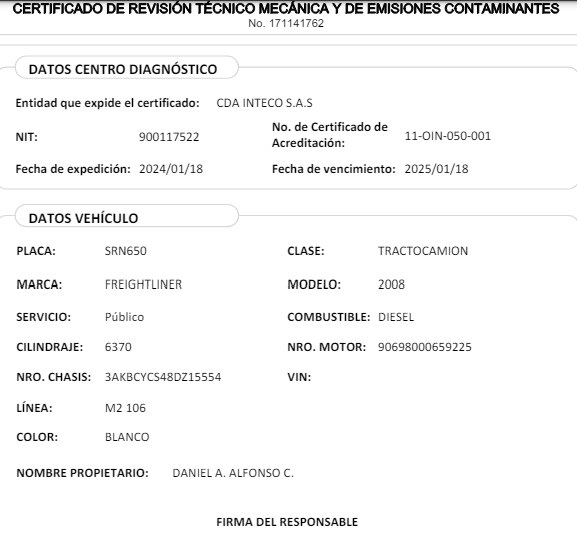 CERTIFICADO DE REVISIÓN TÉCNICO MECÁNICA Y DE EMISIONES CONTAMINANTES
No. 171141762
DATOS CENTRO DIAGNÓSTICO
Entidad que expide el certificado: CDA INTECO S.A.S
NIT: 900117522 No. de Certificado de Acreditación: 11-OIN-050-001
Fecha de expedición: 2024/01/18 Fecha de vencimiento: 2025/01/18
DATOS VEHÍCULO
PLACA: SRN650 CLASE: TRACTOCAMION
MARCA: FREIGHTLINER MODELO: 2008
SERVICIO: Público COMBUSTIBLE: DIESEL
CILINDRAJE: 6370 NRO. MOTOR: 90698000659225
NRO. CHASIS: 3AKBCYCS48DZ15554 VIN:
LÍNEA: M2 106
COLOR: BLANCO
NOMBRE PROPIETARIO: DANIEL A. ALFONSO C.
FIRMA DEL RESPONSABLE